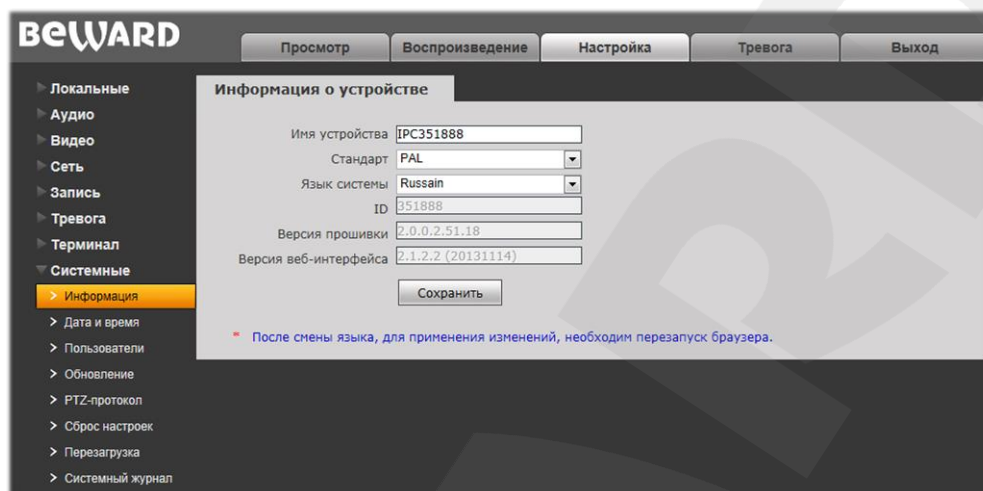 BEWARD
Просмотр Воспроизведение Настройка Тревога Выход
Локальные
Аудио
Видео
Сеть
Запись
Тревога
Терминал
Системные
> Информация
> Дата и время
> Пользователи
> Обновление
> PTZ-протокол
> Сброс настроек
> Перезагрузка
> Системный журнал
Информация о устройстве
Имя устройства IPC351888
Стандарт PAL
Язык системы Russain
ID 351888
Версия прошивки 2.0.0.2.51.18
Версия веб-интерфейса 2.1.2.2 (20131114)
Сохранить
* После смены языка, для применения изменений, необходим перезапуск браузера.